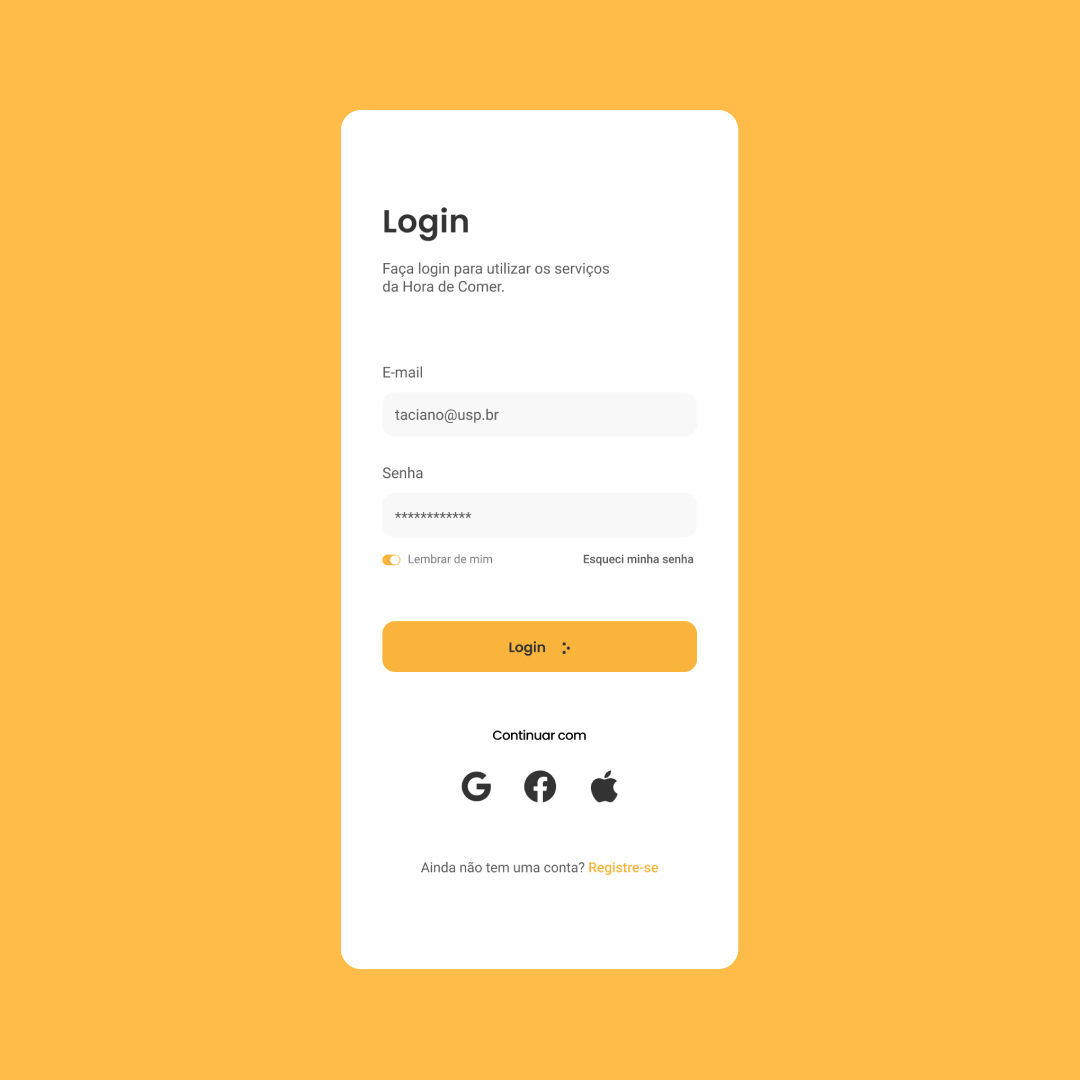 Login
Faça login para utilizar os serviços
da Hora de Comer.
E-mail
taciano@usp.br
Senha
************
Lembrar de mim
Esqueci minha senha
Login
Continuar com
Ainda não tem uma conta? Registre-se